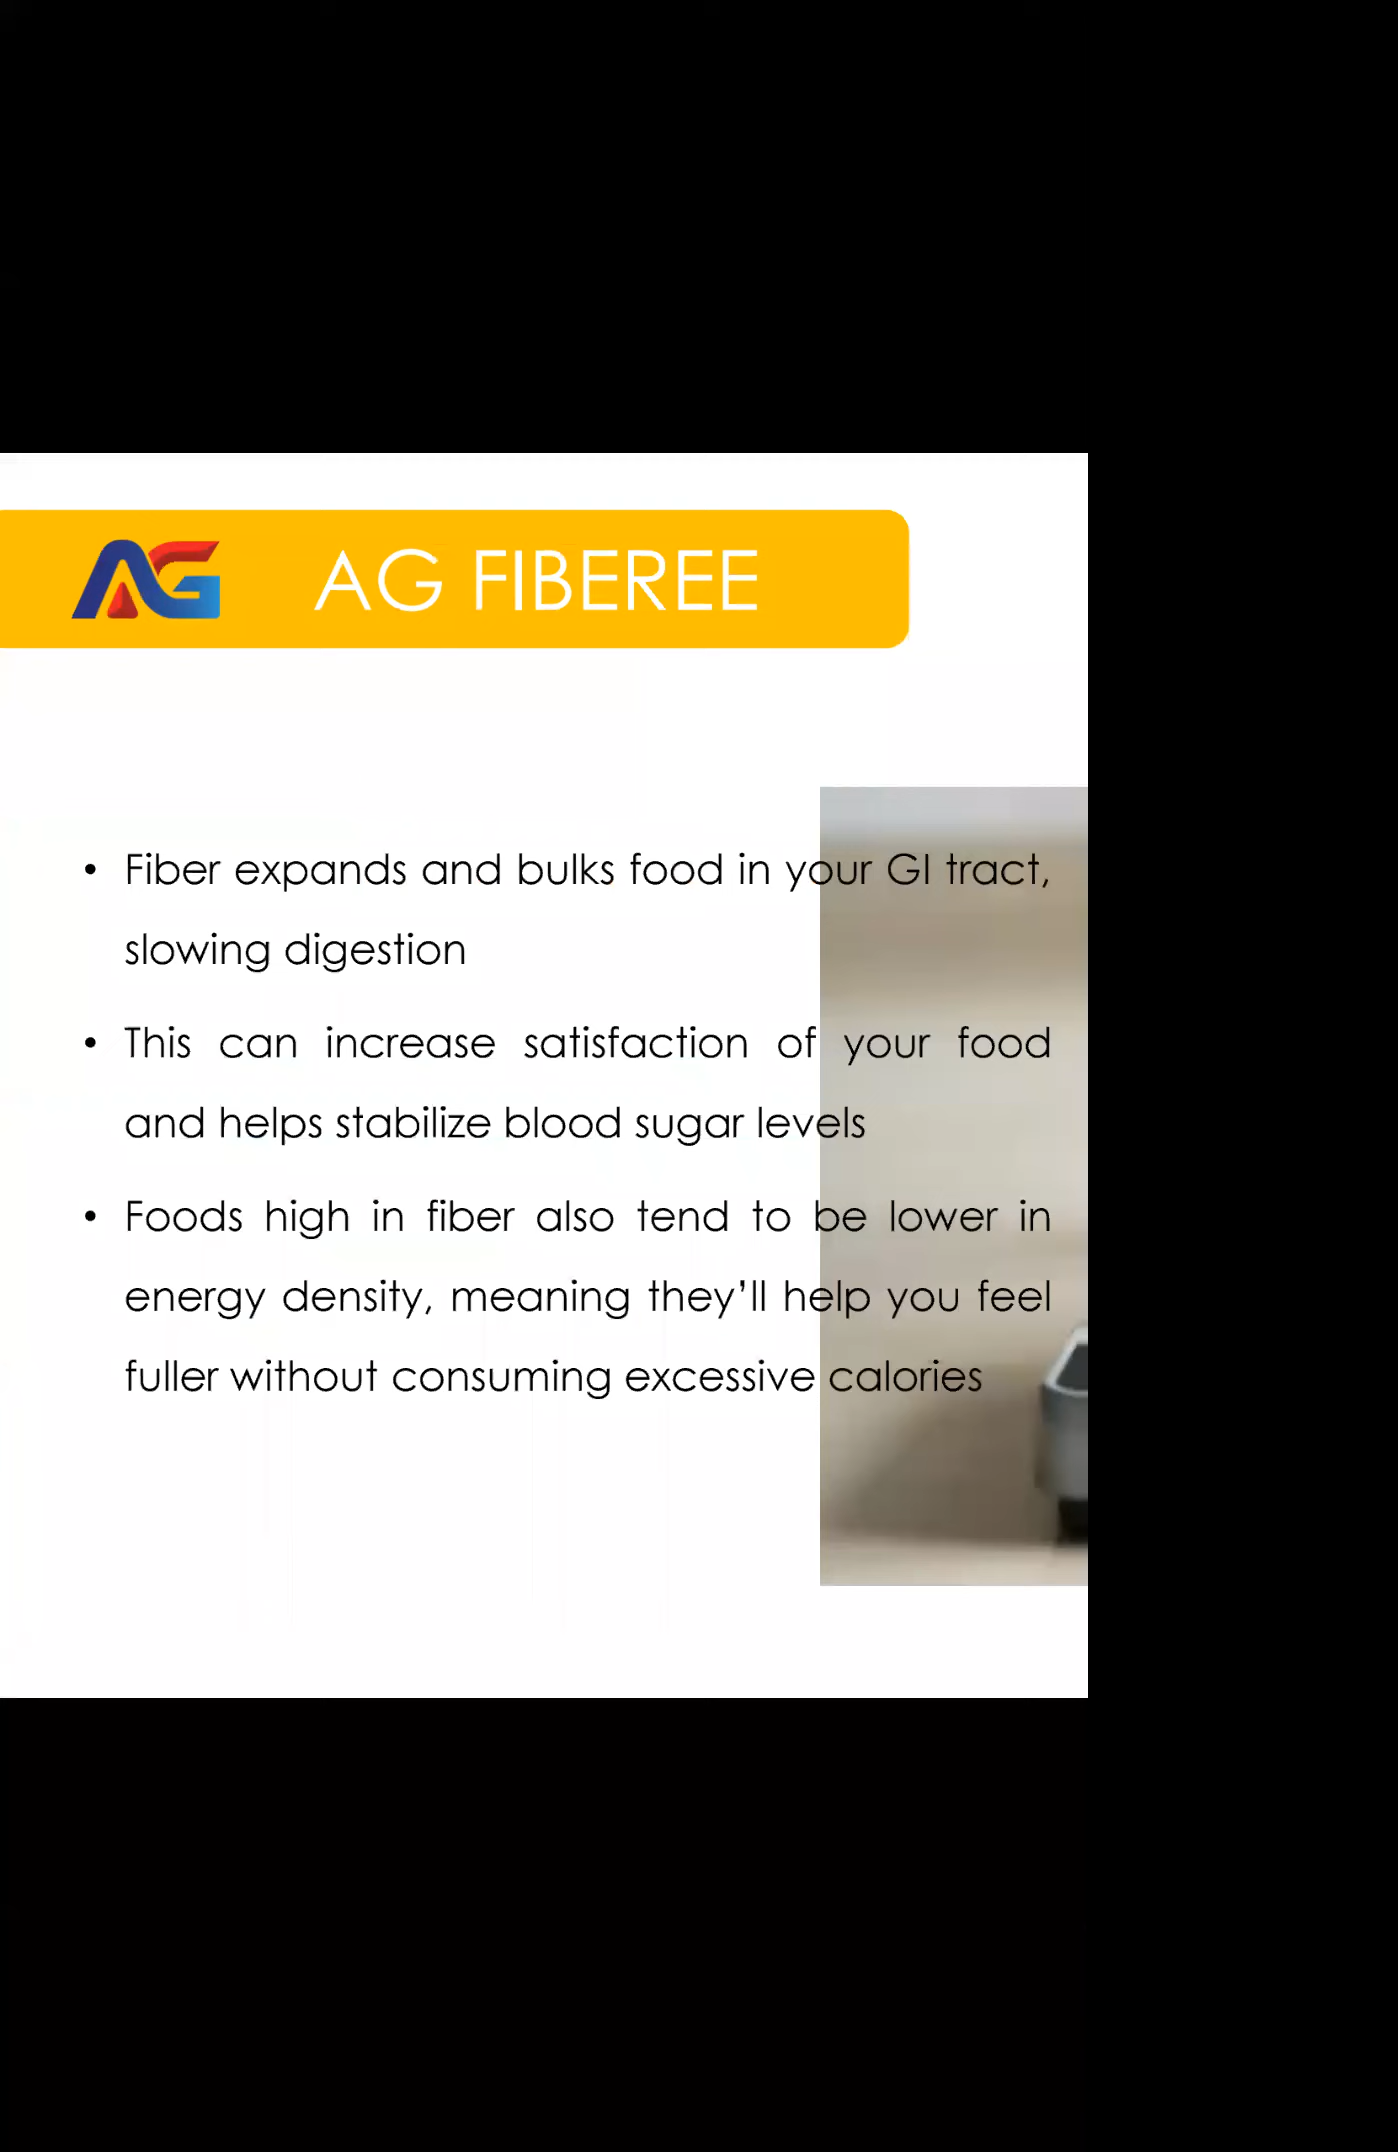 AG AG FIBEREE
• Fiber expands and bulks food in your GI tract,
slowing digestion
• This can increase satisfaction of your food
and helps stabilize blood sugar levels
• Foods high in fiber also tend to be lower in
energy density, meaning they’ll help you feel
fuller without consuming excessive calories